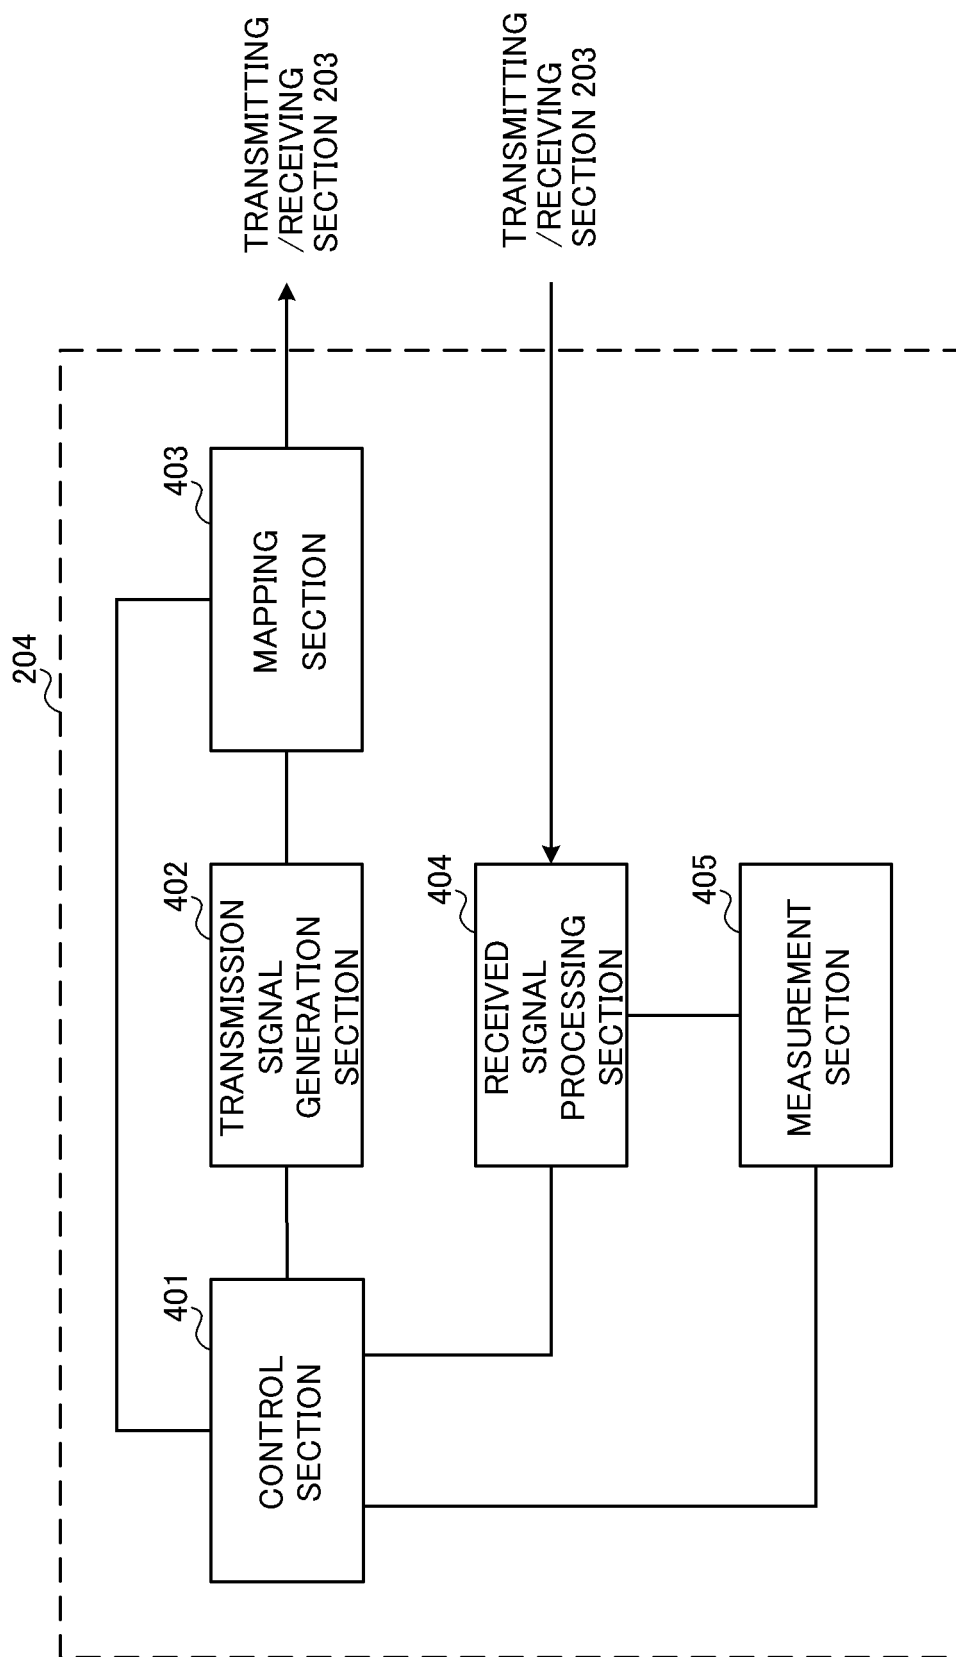 204
401
CONTROL
SECTION
402
TRANSMISSION
SIGNAL
GENERATION
SECTION
403
MAPPING
SECTION
TRANSMITTING
/RECEIVING
SECTION 203
404
RECEIVED
SIGNAL
PROCESSING
SECTION
TRANSMITTING
/RECEIVING
SECTION 203
405
MEASUREMENT
SECTION